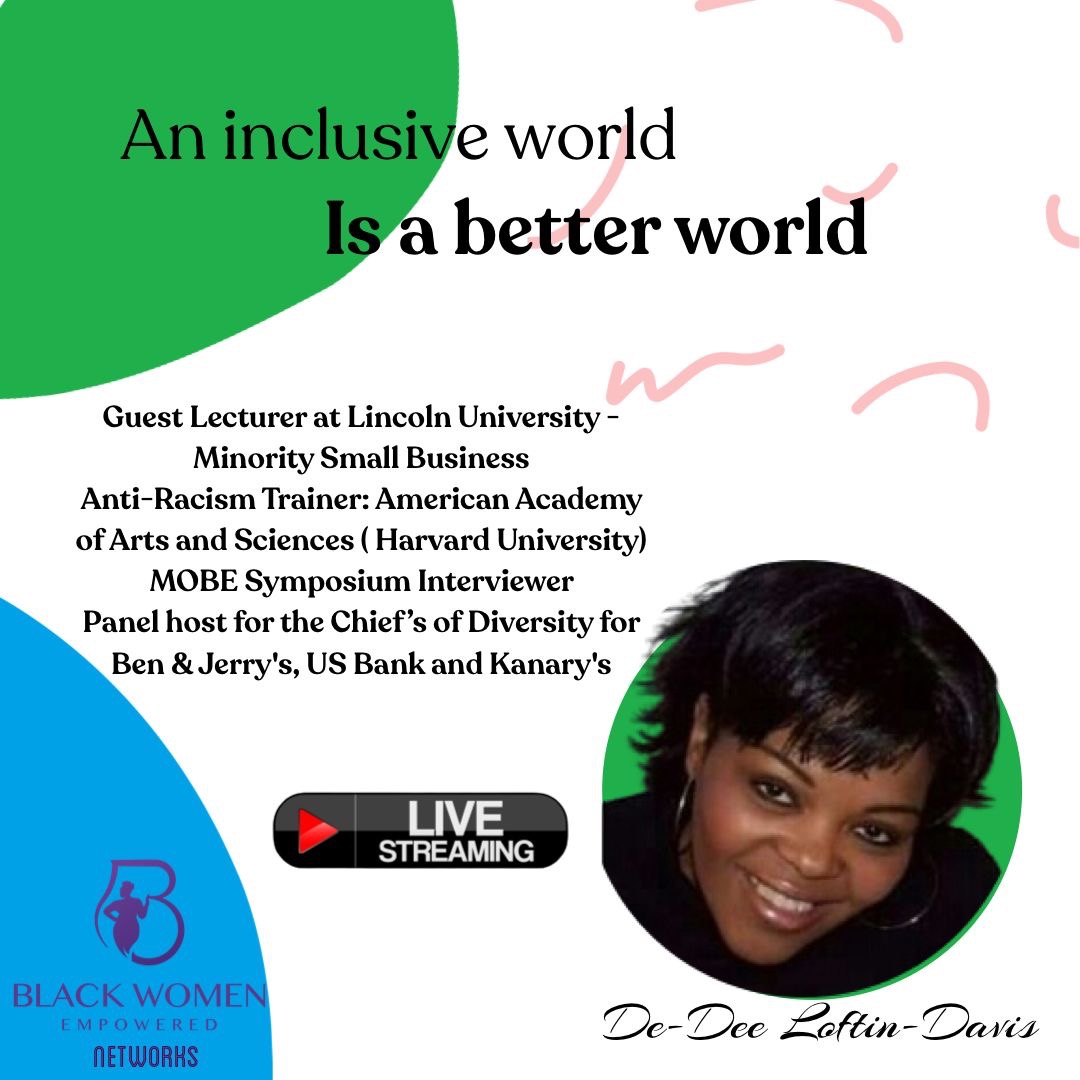 An inclusive world
Is a better world
Guest Lecturer at Lincoln University -
Minority Small Business
Anti-Racism Trainer: American Academy
of Arts and Sciences ( Harvard University)
MOBE Symposium Interviewer
Panel host for the Chief’s of Diversity for
Ben & Jerry's, US Bank and Kanary's
LIVE
STREAMING
B
BLACK WOMEN
EMPOWERED
NETWORKS
De-Dee Loftin-Davis